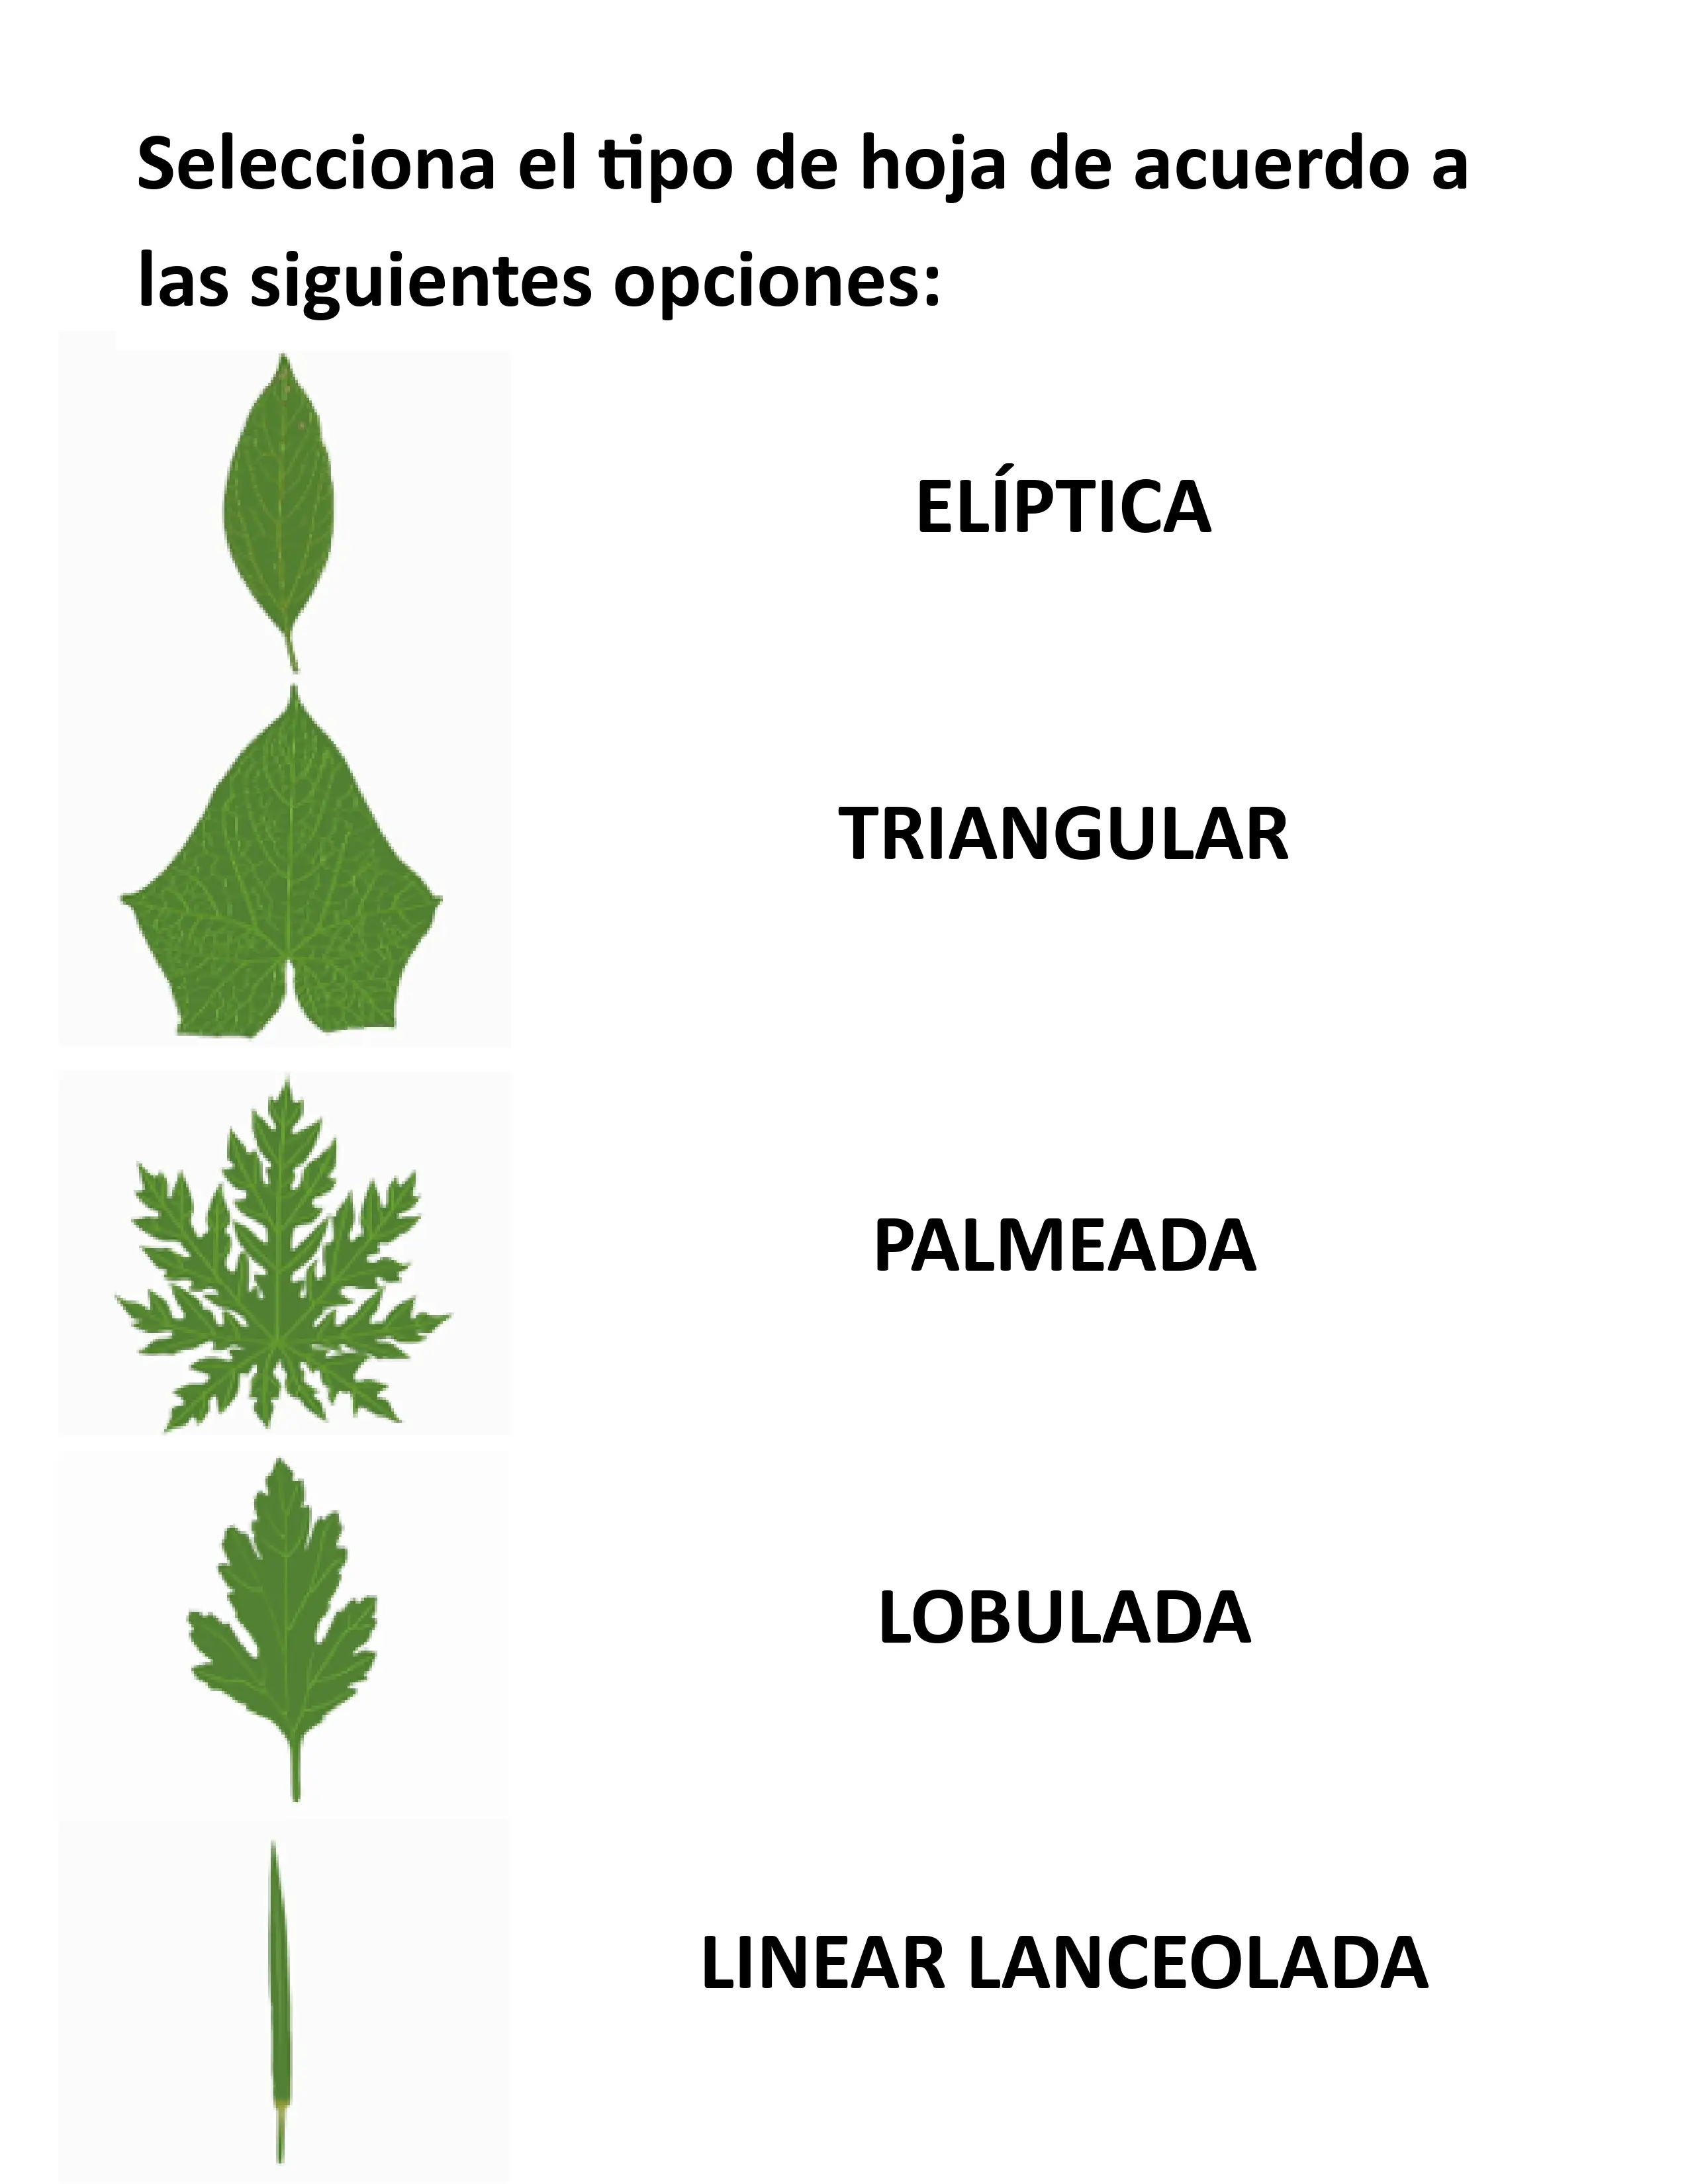 Selecciona el tipo de hoja de acuerdo a
las siguientes opciones:
ELÍPTICA
TRIANGULAR
PALMEADA
LOBULADA
LINEAR LANCEOLADA